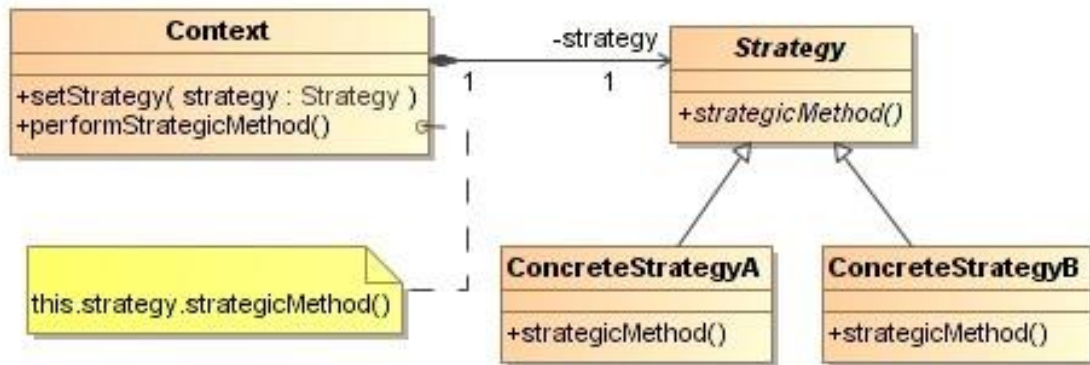 Context
+setStrategy( strategy : Strategy )
+performStrategicMethod()
-strategy
1
1
Strategy
+strategicMethod()
this.strategy.strategicMethod()
ConcreteStrategyA
+strategicMethod()
ConcreteStrategyB
+strategicMethod()